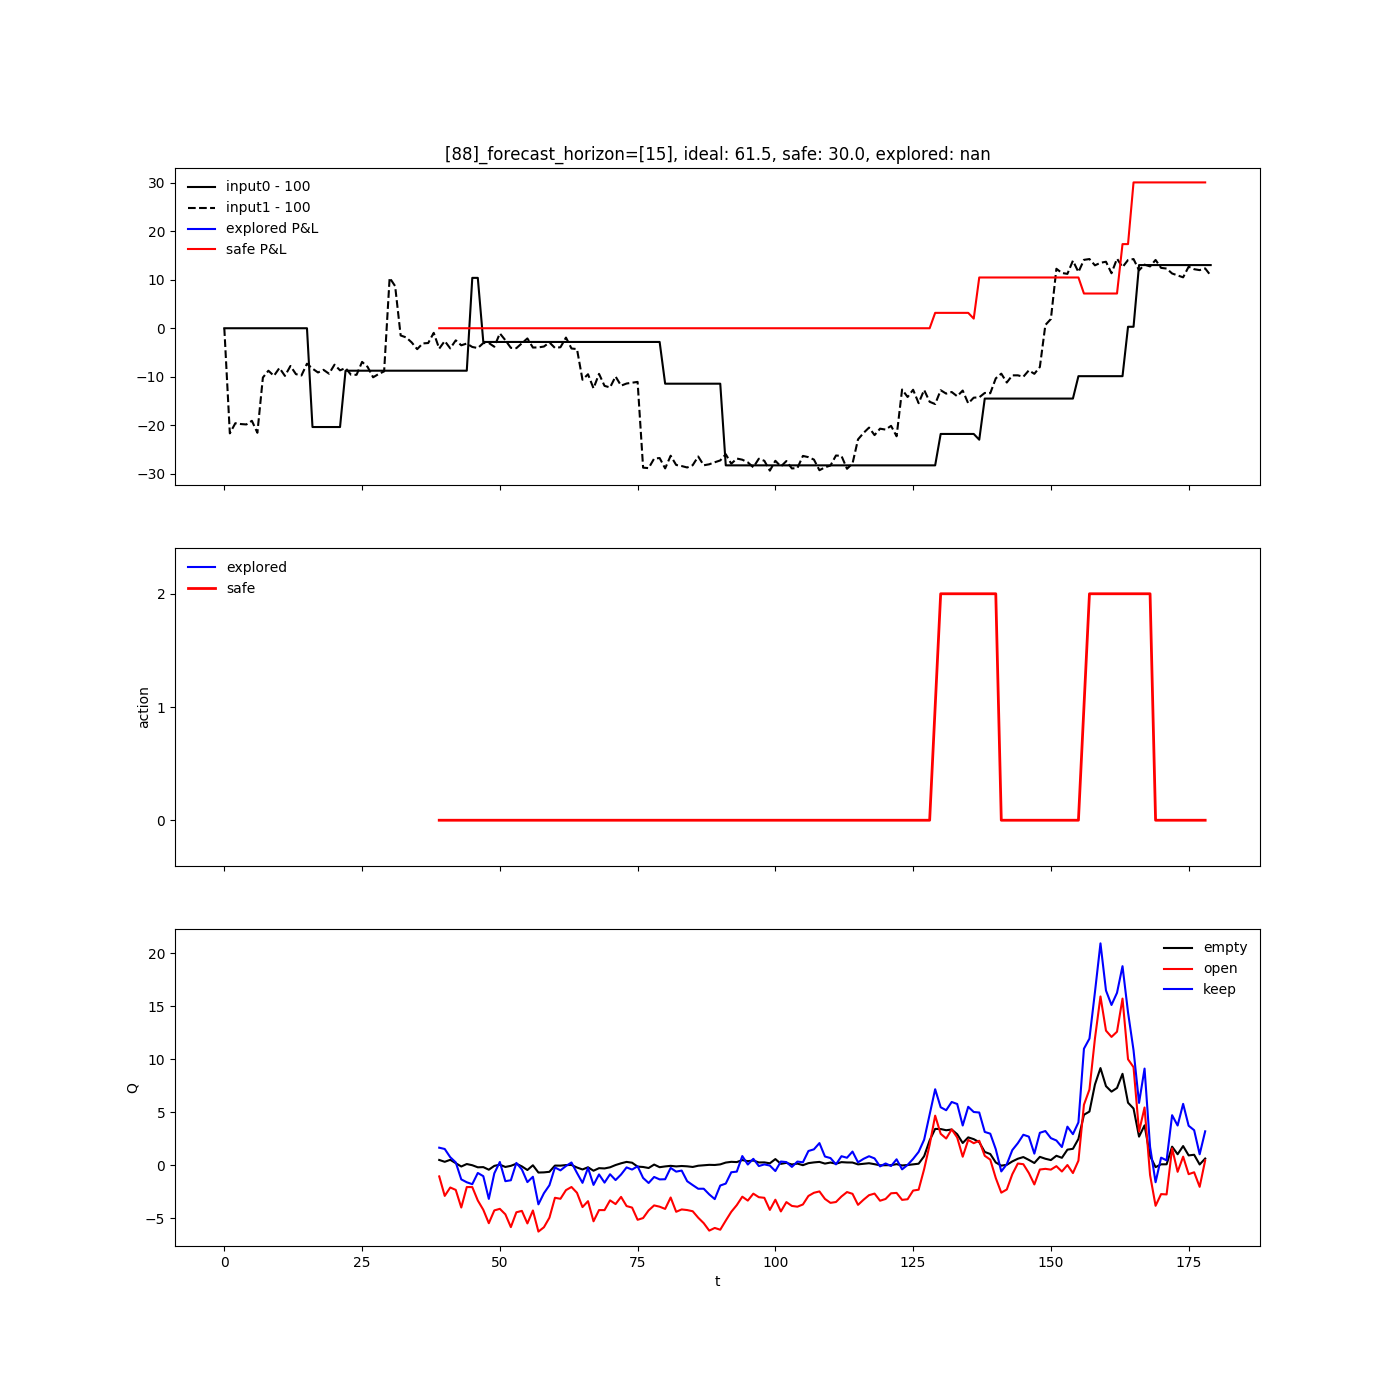 [88]_forecast_horizon=[15], ideal: 61.5, safe: 30.0, explored: nan
30
20
10
0
−10
−20
−30
input0 - 100
input1 - 100
explored P&L
safe P&L
2
1
0
action
explored
safe
20
15
10
5
0
−5
Q
empty
open
keep
0 25 50 75 100 125 150 175
t